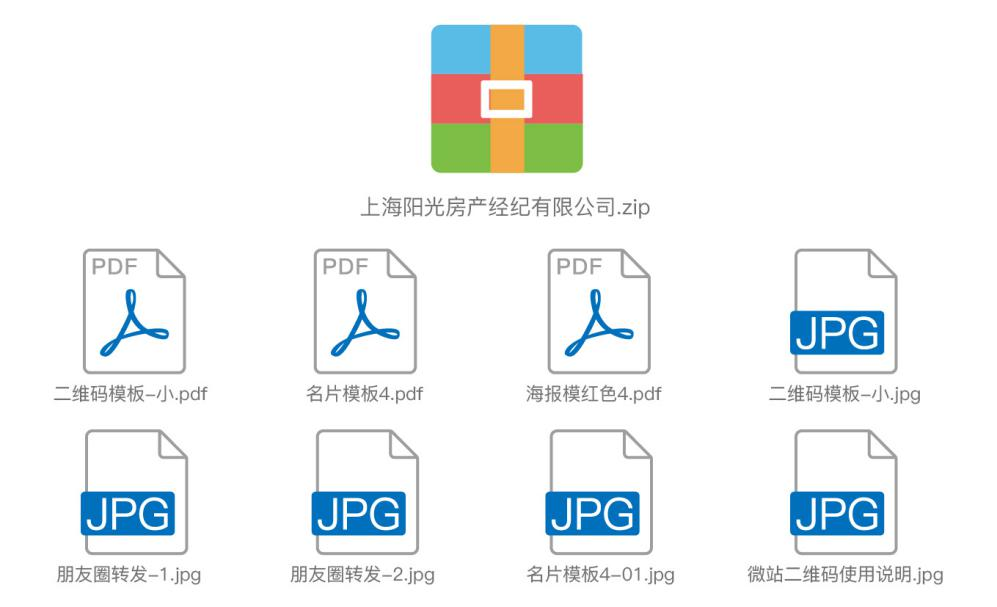 上海阳光房产经纪有限公司.zip
PDF
PDF
PDF
JPG
二维码模板-小.pdf
名片模板4.pdf
海报模红色4.pdf
二维码模板-小.jpg
JPG
JPG
JPG
JPG
朋友圈转发-1.jpg
朋友圈转发-2.jpg
名片模板4-01.jpg
微站二维码使用说明.jpg